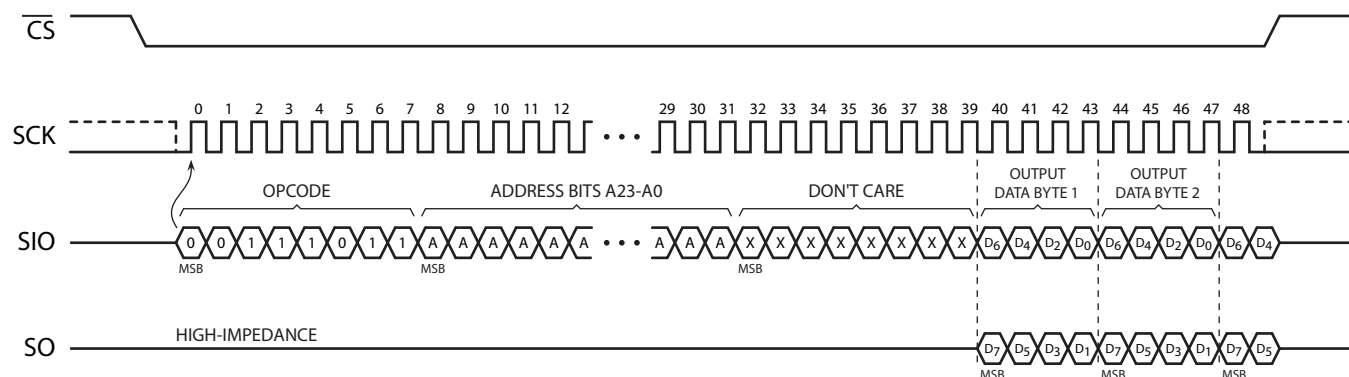 CS
0 1 2 3 4 5 6 7 8 9 10 11 12 29 30 31 32 33 34 35 36 37 38 39 40 41 42 43 44 45 46 47 48
SCK
OPCODE ADDRESS BITS A23-A0 DON'T CARE OUTPUT DATA BYTE 1 OUTPUT DATA BYTE 2
SIO 0 0 1 1 1 0 1 1 A A A A A A A A A X X X X X X X X D6 D4 D2 D0 D6 D4 D2 D0 D6 D4
MSB MSB MSB
HIGH-IMPEDANCE
SO D7 D5 D3 D1 D7 D5 D3 D1 D7 D5
MSB MSB MSB